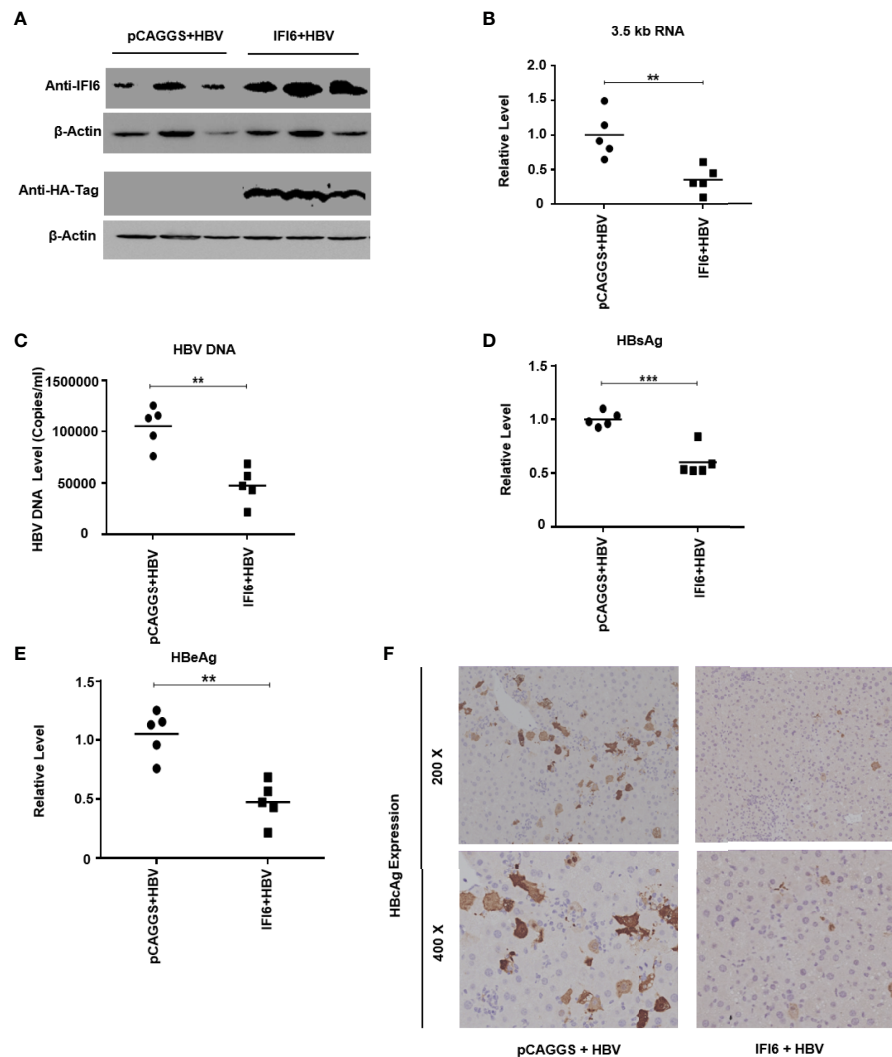 A
pCAGGS+HBV IFI6+HBV
Anti-IFI6
β-Actin
Anti-HA-Tag
β-Actin
B
3.5 kb RNA
Relative Level
2.0
1.5
1.0
0.5
0
**
pCAGGS+HBV
IFI6+HBV
C
HBV DNA
HBV DNA Level (Copies/ml)
1500000
100000
50000
0
**
pCAGGS+HBV
IFI6+HBV
D
HBsAg
Relative Level
1.5
1.0
0.5
0
***
pCAGGS+HBV
IFI6+HBV
E
HBeAg
Relative Level
1.5
1.0
0.5
0
**
pCAGGS+HBV
IFI6+HBV
F
HBcAg Expression
200 X
400 X
pCAGGS + HBV
IFI6 + HBV